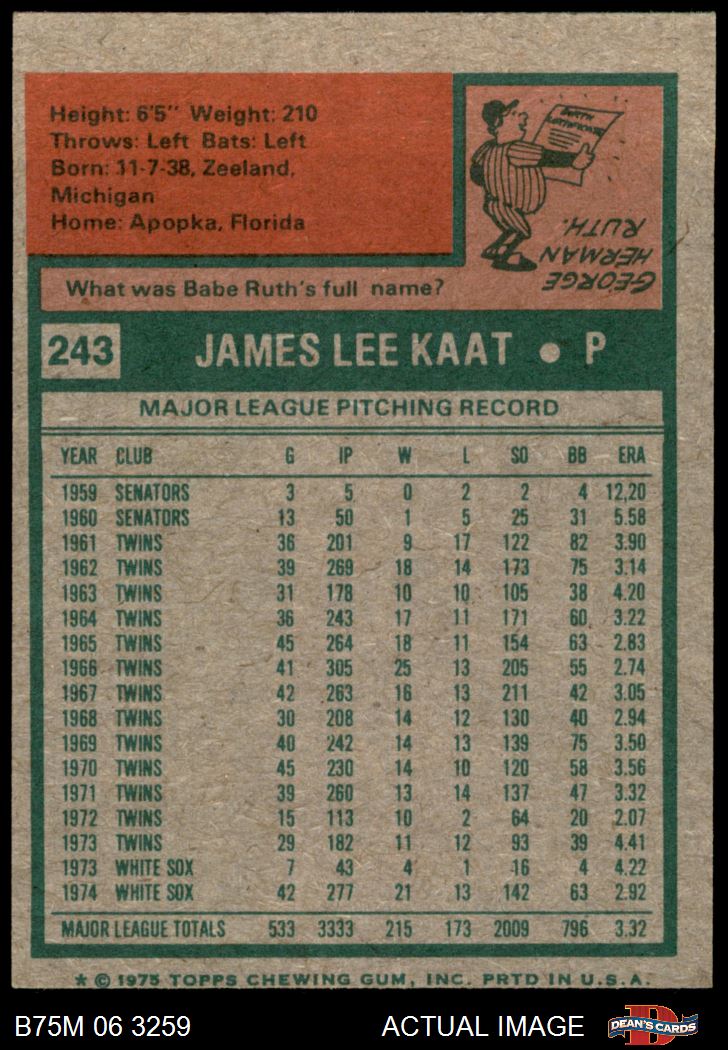 Height: 6'5" Weight: 210
Throws: Left Bats: Left
Born: 11-7-38, Zeeland,
Michigan
Home: Apopka, Florida
BIRTH
CERTIFICATE
GEORGE
HERMAN
RUTH.
What was Babe Ruth's full name?
243 JAMES LEE KAAT • P
MAJOR LEAGUE PITCHING RECORD
YEAR CLUB G IP W L SO BB ERA
1959 SENATORS 3 5 0 2 2 4 12,20
1960 SENATORS 13 50 1 5 25 31 5.58
1961 TWINS 36 201 9 17 122 82 3.90
1962 TWINS 39 269 18 14 173 75 3.14
1963 TWINS 31 178 10 10 105 38 4.20
1964 TWINS 36 243 17 11 171 60 3.22
1965 TWINS 45 264 18 11 154 63 2.83
1966 TWINS 41 305 25 13 205 55 2.74
1967 TWINS 42 263 16 13 211 42 3.05
1968 TWINS 30 208 14 12 130 40 2.94
1969 TWINS 40 242 14 13 139 75 3.50
1970 TWINS 45 230 14 10 120 58 3.56
1971 TWINS 39 260 13 14 137 47 3.32
1972 TWINS 15 113 10 2 64 20 2.07
1973 TWINS 29 182 11 12 93 39 4.41
1973 WHITE SOX 7 43 4 1 16 4 4.22
1974 WHITE SOX 42 277 21 13 142 63 2.92
MAJOR LEAGUE TOTALS 533 3333 215 173 2009 796 3.32
* © 1975 TOPPS CHEWING GUM, INC. PRTD IN U.S.A.
B75M 06 3259 ACTUAL IMAGE D DEAN'S CARDS